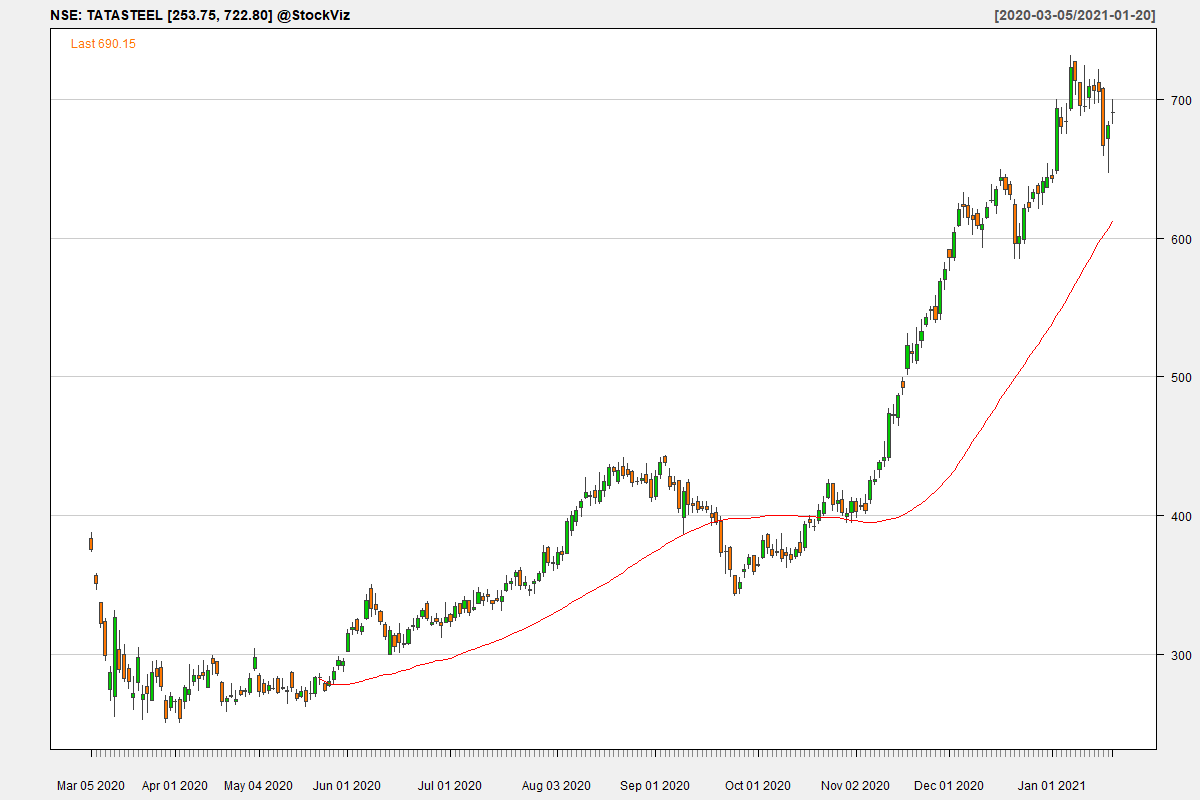 NSE: TATASTEEL [253.75, 722.80] @StockViz [2020-03-05/2021-01-20]
Last 690.15
700
600
500
400
300
Mar 05 2020 Apr 01 2020 May 04 2020 Jun 01 2020 Jul 01 2020 Aug 03 2020 Sep 01 2020 Oct 01 2020 Nov 02 2020 Dec 01 2020 Jan 01 2021